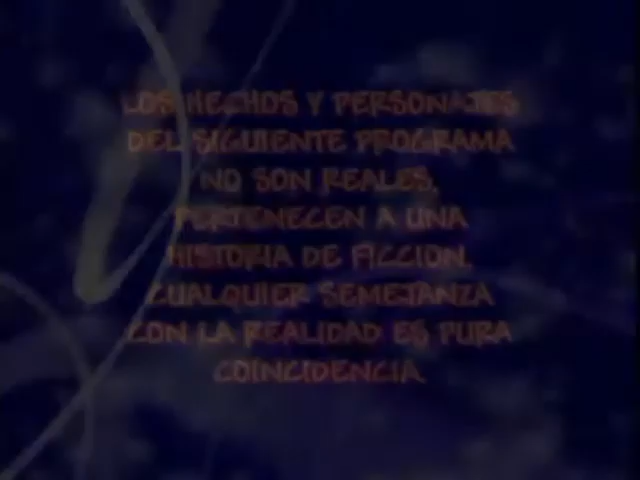 LOS HECHOS Y PERSONAJES
DEL SIGUIENTE PROGRAMA
NO SON REALES,
PERTENECEN A UNA
HISTORIA DE FICCION.
CUALQUIER SEMEJANZA
CON LA REALIDAD ES PURA
COINCIDENCIA.